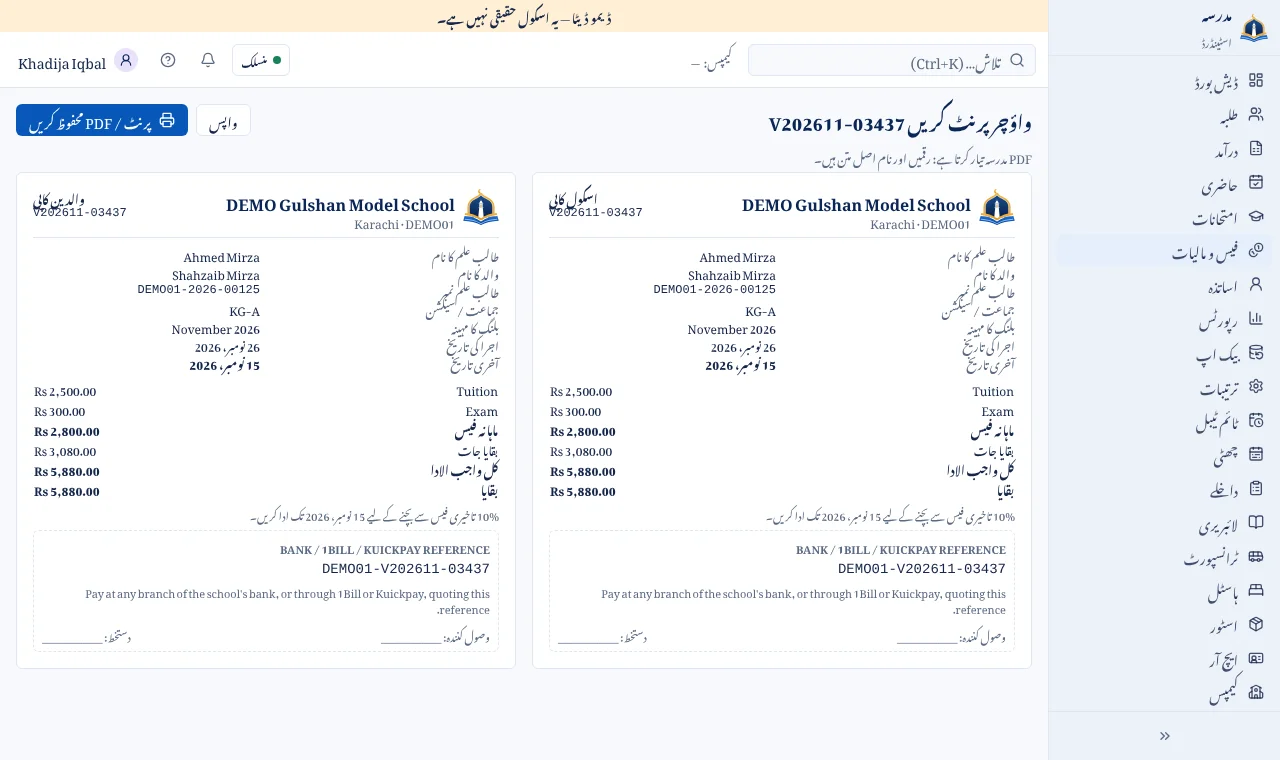 ڈیمو ڈیٹا — یہ اسکول حقیقی نہیں ہے۔
مدرسہ
اسٹینڈرڈ
ڈیش بورڈ
طلبہ
درآمد
حاضری
امتحانات
فیس و مالیات
اساتذہ
رپورٹس
بیک اپ
ترتیبات
ٹائم ٹیبل
چھٹی
داخلے
لائبریری
ٹرانسپورٹ
ہاسٹل
اسٹور
ایچ آر
کیمپس
تلاش… (Ctrl+K)
کیمپس: —
منسلک
Khadija Iqbal
واؤچر پرنٹ کریں V202611-03437
واپس
پرنٹ / PDF محفوظ کریں
PDF مدرسہ تیار کرتا ہے: رقمیں اور نام اصل متن ہیں۔
DEMO Gulshan Model School
Karachi · DEMO01
اسکول کاپی
V202611-03437
طالب علم کا نام Ahmed Mirza
والد کا نام Shahzaib Mirza
طالب علم نمبر DEMO01-2026-00125
جماعت / سیکشن KG-A
بلنگ کا مہینہ November 2026
اجرا کی تاریخ 26 نومبر، 2026
آخری تاریخ 15 نومبر، 2026
Tuition Rs 2,500.00
Exam Rs 300.00
ماہانہ فیس Rs 2,800.00
بقایا جات Rs 3,080.00
کل واجب الادا Rs 5,880.00
بقایا Rs 5,880.00
10% تاخیری فیس سے بچنے کے لیے 15 نومبر، 2026 تک ادا کریں۔
BANK / 1BILL / KUICKPAY REFERENCE
DEMO01-V202611-03437
Pay at any branch of the school's bank, or through 1Bill or Kuickpay, quoting this
reference.
وصول کنندہ: __________ دستخط: __________
DEMO Gulshan Model School
Karachi · DEMO01
والدین کاپی
V202611-03437
طالب علم کا نام Ahmed Mirza
والد کا نام Shahzaib Mirza
طالب علم نمبر DEMO01-2026-00125
جماعت / سیکشن KG-A
بلنگ کا مہینہ November 2026
اجرا کی تاریخ 26 نومبر، 2026
آخری تاریخ 15 نومبر، 2026
Tuition Rs 2,500.00
Exam Rs 300.00
ماہانہ فیس Rs 2,800.00
بقایا جات Rs 3,080.00
کل واجب الادا Rs 5,880.00
بقایا Rs 5,880.00
10% تاخیری فیس سے بچنے کے لیے 15 نومبر، 2026 تک ادا کریں۔
BANK / 1BILL / KUICKPAY REFERENCE
DEMO01-V202611-03437
Pay at any branch of the school's bank, or through 1Bill or Kuickpay, quoting this
reference.
وصول کنندہ: __________ دستخط: __________